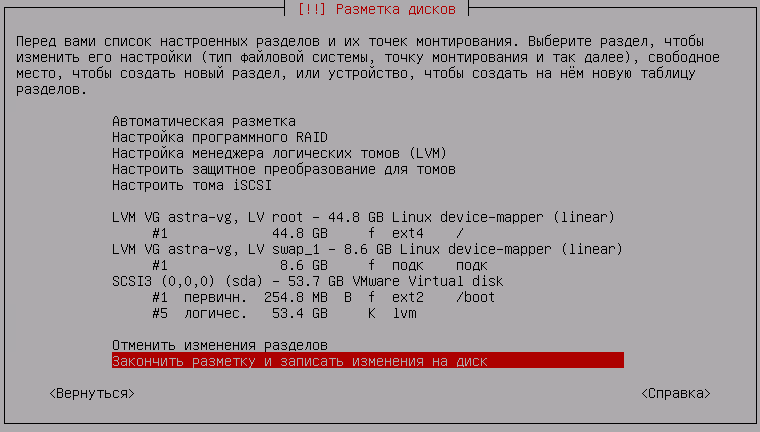 [!!] Разметка дисков
Перед вами список настроенных разделов и их точек монтирования. Выберите раздел, чтобы
изменить его настройки (тип файловой системы, точку монтирования и так далее), свободное
место, чтобы создать новый раздел, или устройство, чтобы создать на нём новую таблицу
разделов.
Автоматическая разметка
Настройка программного RAID
Настройка менеджера логических томов (LVM)
Настроить защитное преобразование для томов
Настроить тома iSCSI
LVM VG astra-vg, LV root - 44.8 GB Linux device-mapper (linear)
#1 44.8 GB f ext4 /
LVM VG astra-vg, LV swap_1 - 8.6 GB Linux device-mapper (linear)
#1 8.6 GB f подк подк
SCSI3 (0,0,0) (sda) - 53.7 GB VMware Virtual disk
#1 первичн. 254.8 MB B f ext2 /boot
#5 логичес. 53.4 GB K lvm
Отменить изменения разделов
Закончить разметку и записать изменения на диск
<Вернуться> <Справка>